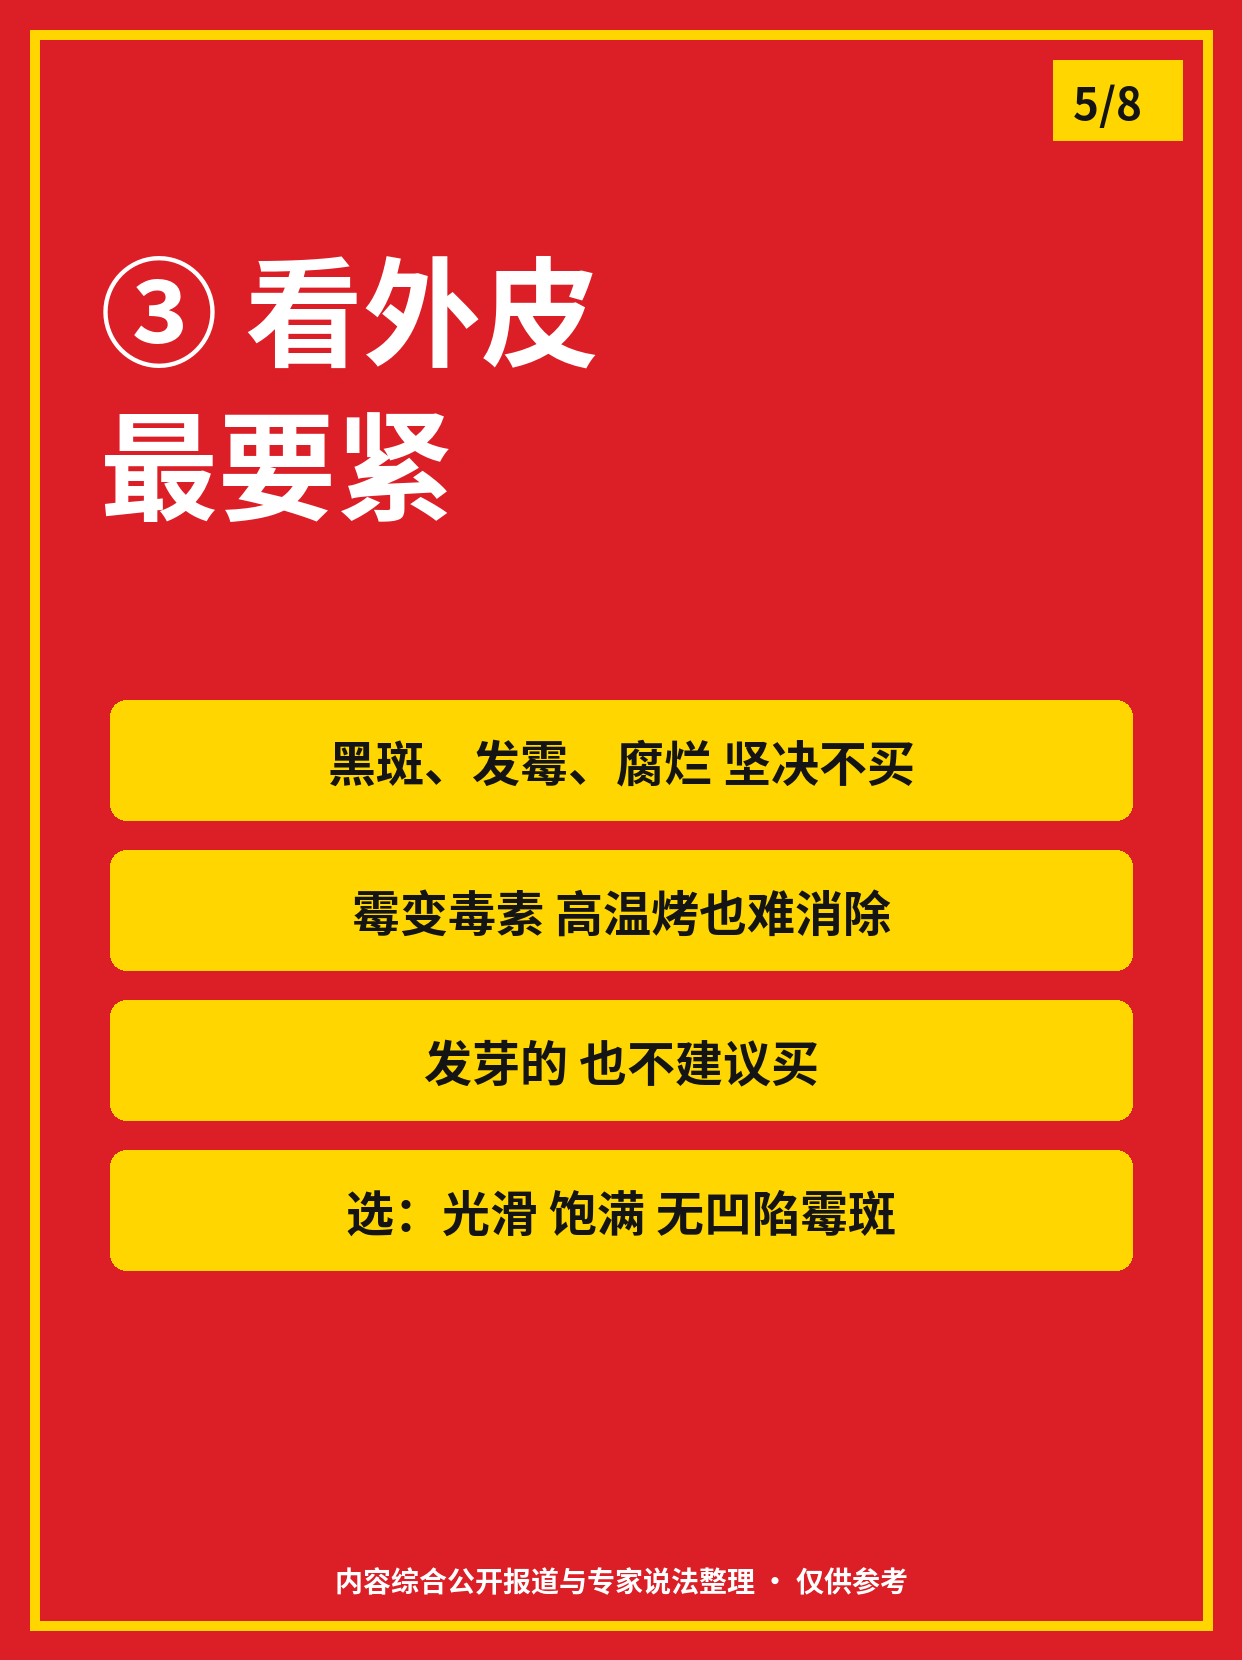 5/8
③ 看外皮
最要紧
黑斑、发霉、腐烂 坚决不买
霉变毒素 高温烤也难消除
发芽的 也不建议买
选：光滑 饱满 无凹陷霉斑
内容综合公开报道与专家说法整理 · 仅供参考